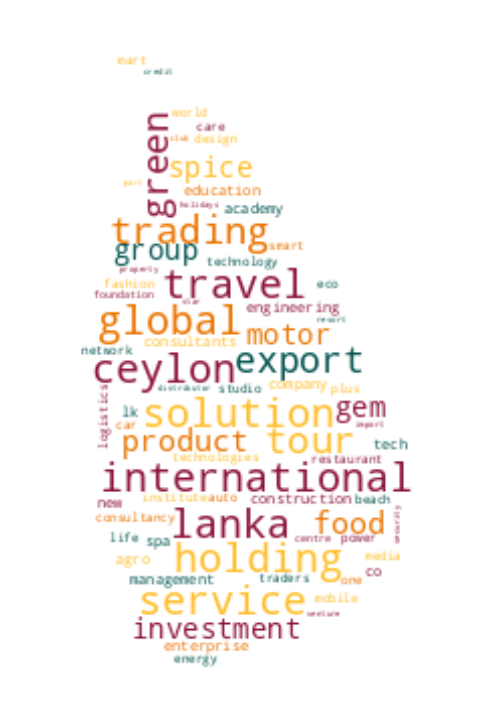 mart
credit
world
green
care
club design
spice
part
education
holidays academy
trading
group smart
technology
property
travel
fashion eco
foundation
star
engineering
global
resort
motor
consultants
network
export
ceylon
distributor studio company plus
logistics
lk solution gem
car import
product tour tech
technologies restaurant
international
new institute auto construction beach
consultancy lanka food security
life spa centre power
agro holding media
management traders one co
service mobile
venture
investment
enterprise
energy